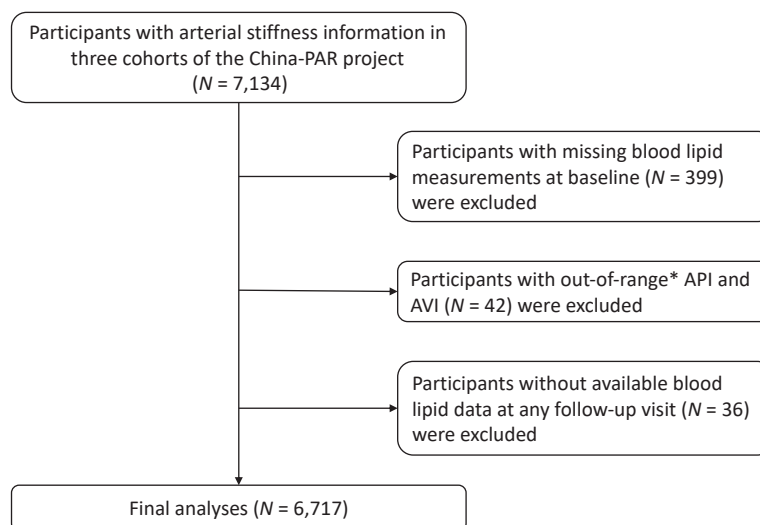 Participants with arterial stiffness information in
three cohorts of the China-PAR project
(N = 7,134)
Participants with missing blood lipid
measurements at baseline (N = 399)
were excluded
Participants with out-of-range* API and
AVI (N = 42) were excluded
Participants without available blood
lipid data at any follow-up visit (N = 36)
were excluded
Final analyses (N = 6,717)